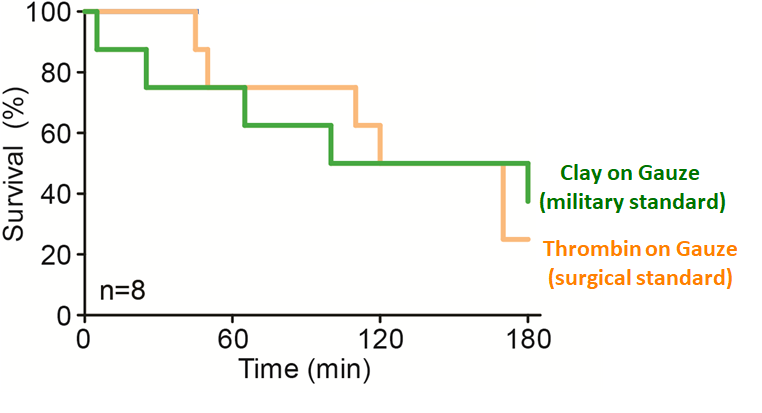 100
80
60
40
20
0
Survival (%)
n=8
0 60 120 180
Time (min)
Clay on Gauze
(military standard)
Thrombin on Gauze
(surgical standard)